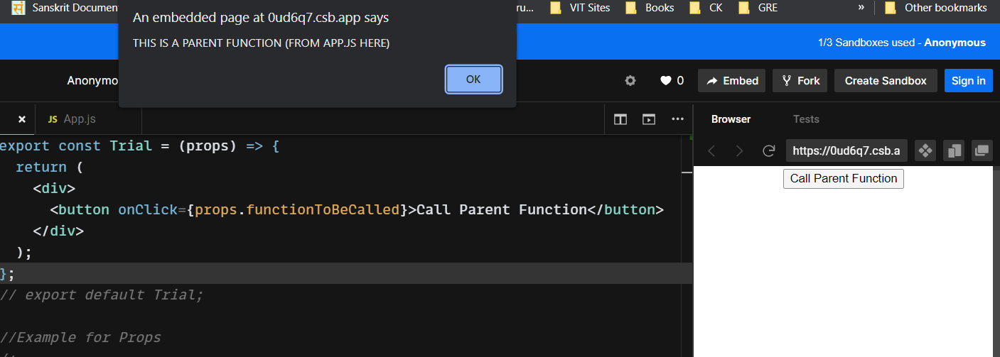 सं Sanskrit Documen
ru...
VIT Sites
Books
CK
GRE
»
Other bookmarks
An embedded page at 0ud6q7.csb.app says
THIS IS A PARENT FUNCTION (FROM APP.JS HERE)
OK
1/3 Sandboxes used - Anonymous
Anonymo
0
Embed
Fork
Create Sandbox
Sign in
JS App.js
Browser
Tests
https://0ud6q7.csb.a
Call Parent Function
export const Trial = (props) => {
return (
<div>
<button onClick={props.functionToBeCalled}>Call Parent Function</button>
</div>
);
};
// export default Trial;
//Example for Props